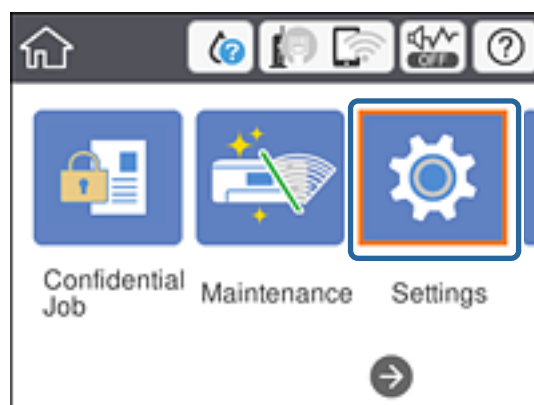 ?
OFF
?
Confidential
Job
Maintenance
Settings